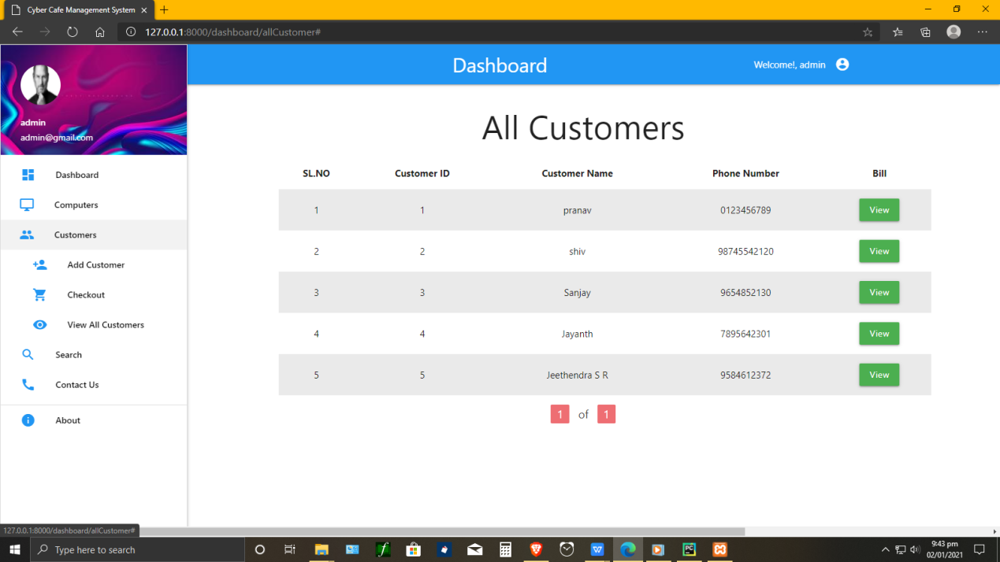 Cyber Cafe Management System
127.0.0.1:8000/dashboard/allCustomer#
Dashboard
Welcome!, admin
admin
admin@gmail.com
Dashboard
Computers
Customers
Add Customer
Checkout
View All Customers
Search
Contact Us
About
All Customers
SL.NO Customer ID Customer Name Phone Number Bill
1 1 pranav 0123456789 View
2 2 shiv 98745542120 View
3 3 Sanjay 9654852130 View
4 4 Jayanth 7895642301 View
5 5 Jeethendra S R 9584612372 View
1 of 1
127.0.0.1:8000/dashboard/allCustomer#
Type here to search
9:43 pm
02/01/2021